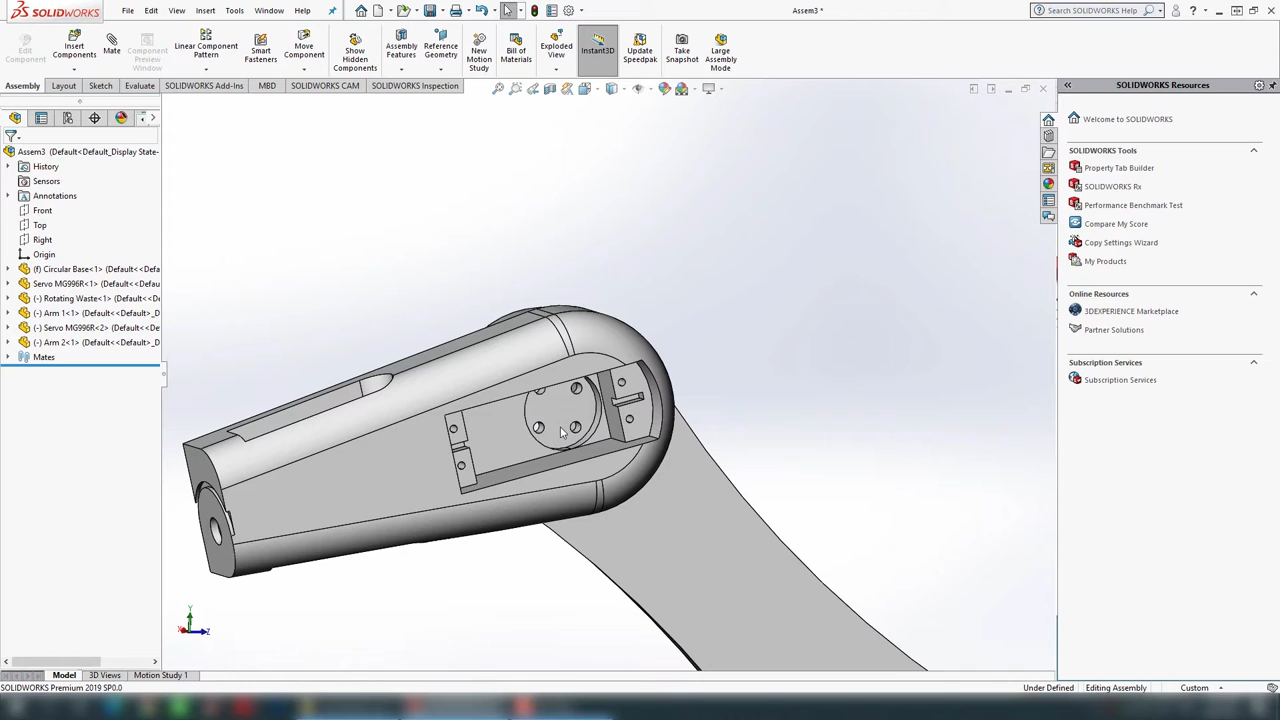 SOLIDWORKS
File
Edit
View
Insert
Tools
Window
Help
Assem3 *
Search SOLIDWORKS Help
Edit
Component
Insert
Components
Mate
Component
Preview
Window
Linear Component
Pattern
Smart
Fasteners
Move
Component
Show
Hidden
Components
Assembly
Features
Reference
Geometry
New
Motion
Study
Bill of
Materials
Exploded
View
Instant3D
Update
Speedpak
Take
Snapshot
Large
Assembly
Mode
Assembly
Layout
Sketch
Evaluate
SOLIDWORKS Add-Ins
MBD
SOLIDWORKS CAM
SOLIDWORKS Inspection
Assem3 (Default<Default_Display State-
History
Sensors
Annotations
Front
Top
Right
Origin
(f) Circular Base<1> (Default<<Defa
Servo MG996R<1> (Default<<Defau
(-) Rotating Waste<1> (Default<<De
(-) Arm 1<1> (Default<<Default>_D
(-) Servo MG996R<2> (Default<<Def
(-) Arm 2<1> (Default<<Default>_D
Mates
Y
X
Z
SOLIDWORKS Resources
Welcome to SOLIDWORKS
SOLIDWORKS Tools
Property Tab Builder
SOLIDWORKS Rx
Performance Benchmark Test
Compare My Score
Copy Settings Wizard
My Products
Online Resources
3DEXPERIENCE Marketplace
Partner Solutions
Subscription Services
Subscription Services
Model
3D Views
Motion Study 1
SOLIDWORKS Premium 2019 SP0.0
Under Defined
Editing Assembly
Custom